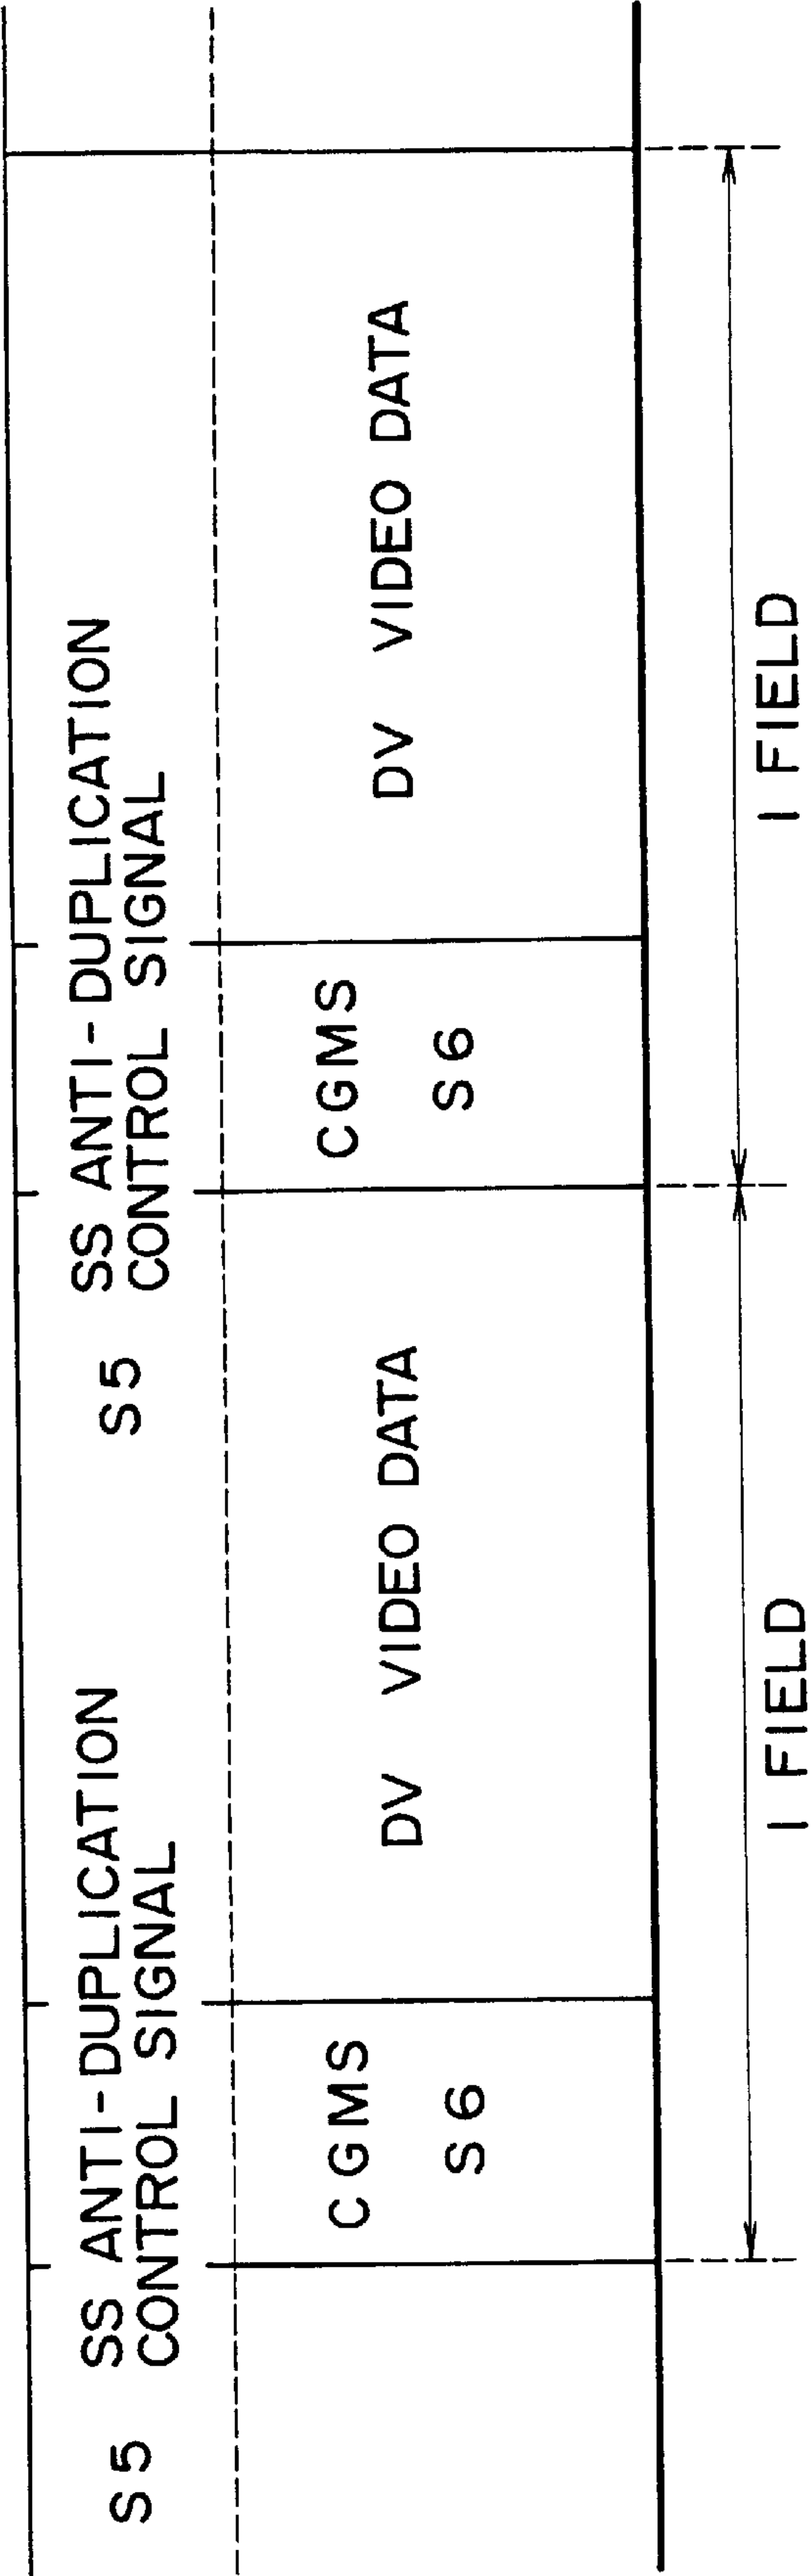 S5 SS ANTI-DUPLICATION
CONTROL SIGNAL
S5 SS ANTI-DUPLICATION
CONTROL SIGNAL
CGMS
S6
DV VIDEO DATA
CGMS
S6
DV VIDEO DATA
1 FIELD
1 FIELD